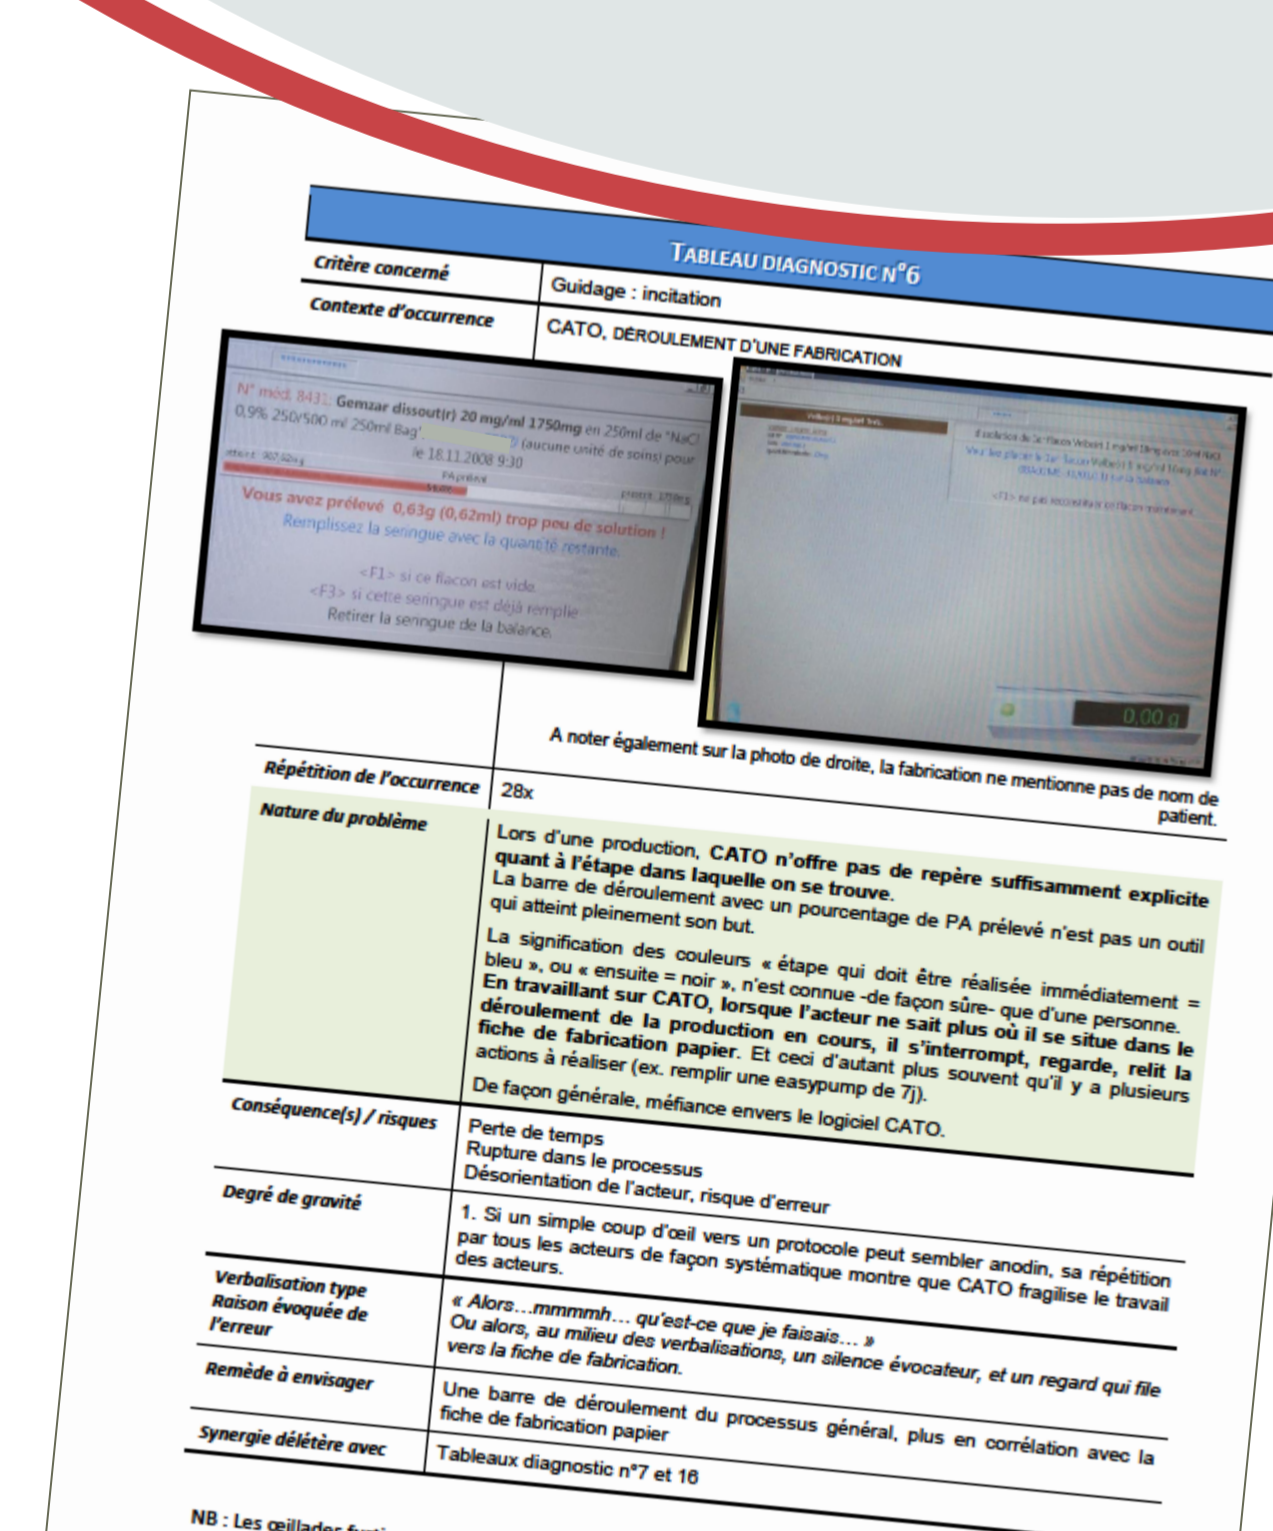 TABLEAU DIAGNOSTIC N°6
Critère concerné
Guidage : incitation
Contexte d'occurrence
CATO, DÉROULEMENT D'UNE FABRICATION
N° méd. 8431: Gemzar dissout(r) 20 mg/ml 1750mg en 250ml de "NaCl
0,9% 250/500 ml 250ml Bag" (aucune unité de soins) pour
le 18.11.2008 9:30
PA prélevé
Vous avez prélevé 0,63g (0,62ml) trop peu de solution !
Remplissez la seringue avec la quantité restante.
<F1> si ce flacon est vide.
<F3> si cette seringue est déjà remplie
Retirer la seringue de la balance.
0,00 g
A noter également sur la photo de droite, la fabrication ne mentionne pas de nom de
patient.
Répétition de l'occurrence
28x
Nature du problème
Lors d'une production, CATO n'offre pas de repère suffisamment explicite
quant à l'étape dans laquelle on se trouve.
La barre de déroulement avec un pourcentage de PA prélevé n'est pas un outil
qui atteint pleinement son but.
La signification des couleurs « étape qui doit être réalisée immédiatement =
bleu », ou « ensuite = noir », n'est connue -de façon sûre- que d'une personne.
En travaillant sur CATO, lorsque l'acteur ne sait plus où il se situe dans le
déroulement de la production en cours, il s'interrompt, regarde, relit la
fiche de fabrication papier. Et ceci d'autant plus souvent qu'il y a plusieurs
actions à réaliser (ex. remplir une easypump de 7j).
De façon générale, méfiance envers le logiciel CATO.
Conséquence(s) / risques
Perte de temps
Rupture dans le processus
Désorientation de l'acteur, risque d'erreur
Degré de gravité
1. Si un simple coup d'œil vers un protocole peut sembler anodin, sa répétition
par tous les acteurs de façon systématique montre que CATO fragilise le travail
des acteurs.
Verbalisation type
Raison évoquée de
l'erreur
« Alors…mmmmh… qu'est-ce que je faisais… »
Ou alors, au milieu des verbalisations, un silence évocateur, et un regard qui file
vers la fiche de fabrication.
Remède à envisager
Une barre de déroulement du processus général, plus en corrélation avec la
fiche de fabrication papier
Synergie délétère avec
Tableaux diagnostic n°7 et 16
NB : Les œillades